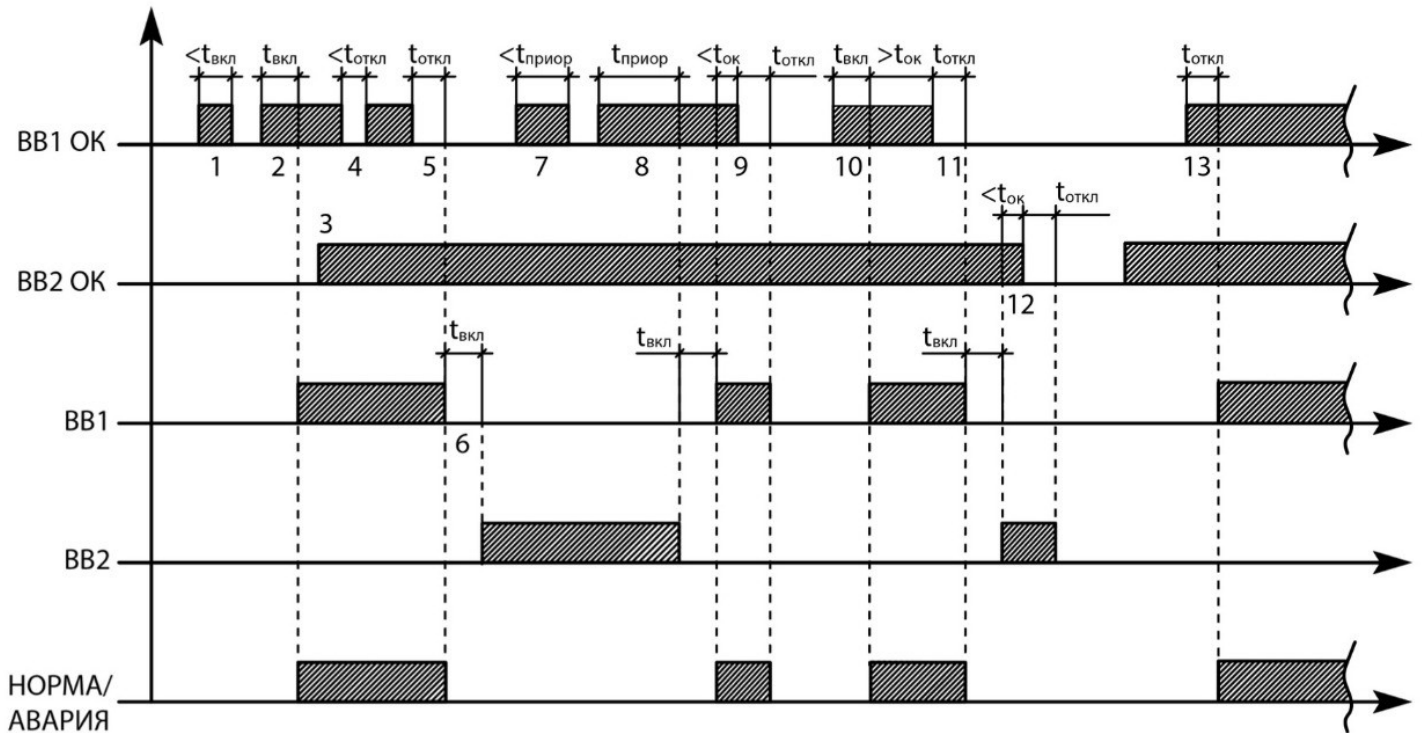 <tвкл tвкл <tоткл tоткл <tприор tприор <tок tоткл tвкл >tок tоткл tоткл
ВВ1 ОК
1 2 4 5 7 8 9 10 11 13
<tок tоткл
3
ВВ2 ОК
12
tвкл tвкл tвкл
ВВ1
6
ВВ2
НОРМА/
АВАРИЯ